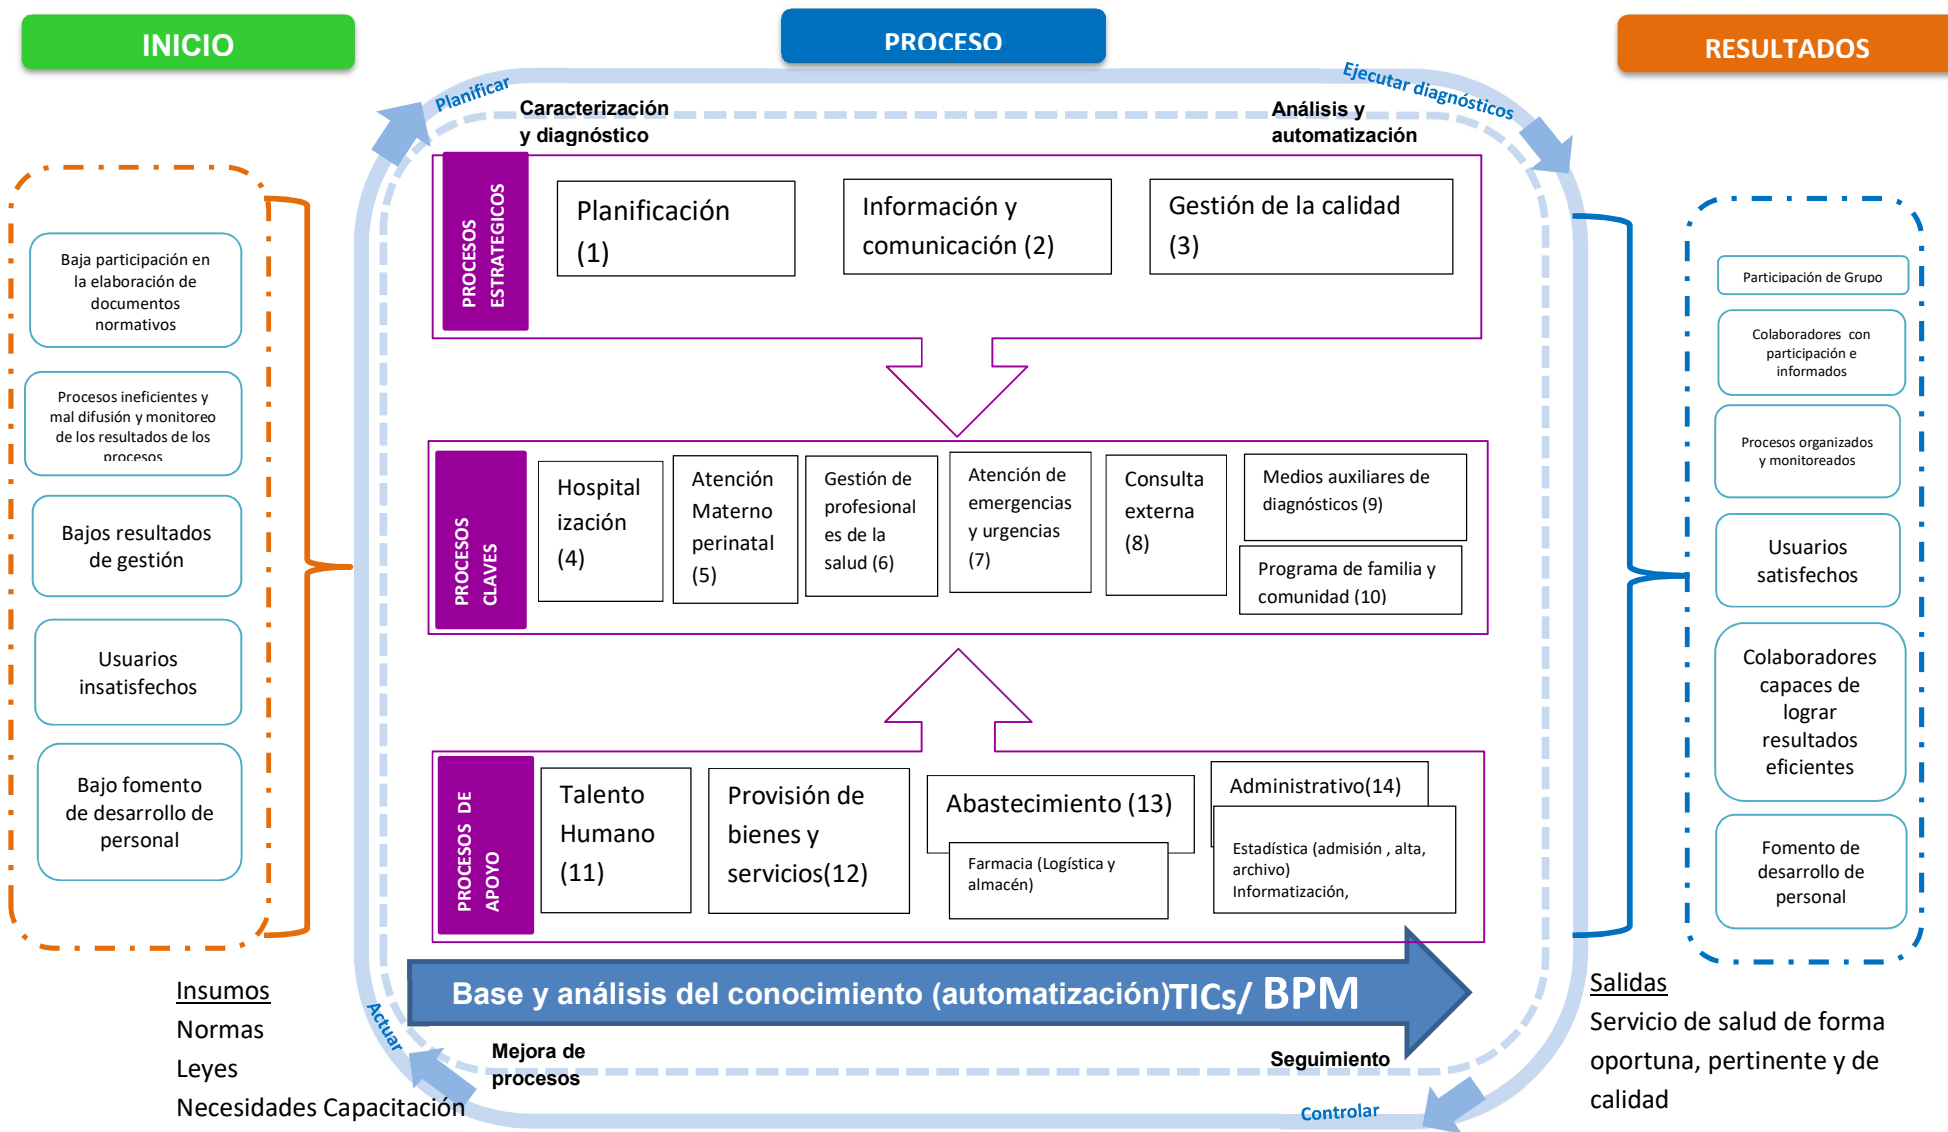 INICIO
PROCESO
RESULTADOS
Planificar
Ejecutar diagnósticos
Caracterización
y diagnóstico
Análisis y
automatización
Baja participación en
la elaboración de
documentos
normativos
Procesos ineficientes y
mal difusión y monitoreo
de los resultados de los
procesos
Bajos resultados
de gestión
Usuarios
insatisfechos
Bajo fomento
de desarrollo de
personal
Insumos
Normas
Leyes
Necesidades Capacitación
PROCESOS
ESTRATEGICOS
Planificación
(1)
Información y
comunicación (2)
Gestión de la calidad
(3)
PROCESOS
CLAVES
Hospital
ización
(4)
Atención
Materno
perinatal
(5)
Gestión de
profesional
es de la
salud (6)
Atención de
emergencias
y urgencias
(7)
Consulta
externa
(8)
Medios auxiliares de
diagnósticos (9)
Programa de familia y
comunidad (10)
PROCESOS DE
APOYO
Talento
Humano
(11)
Provisión de
bienes y
servicios(12)
Abastecimiento (13)
Farmacia (Logística y
almacén)
Administrativo(14)
Estadística (admisión , alta,
archivo)
Informatización,
Base y análisis del conocimiento (automatización)TICs/ BPM
Mejora de
procesos
Seguimiento
Actuar
Controlar
Participación de Grupo
Colaboradores con
participación e
informados
Procesos organizados
y monitoreados
Usuarios
satisfechos
Colaboradores
capaces de
lograr
resultados
eficientes
Fomento de
desarrollo de
personal
Salidas
Servicio de salud de forma
oportuna, pertinente y de
calidad